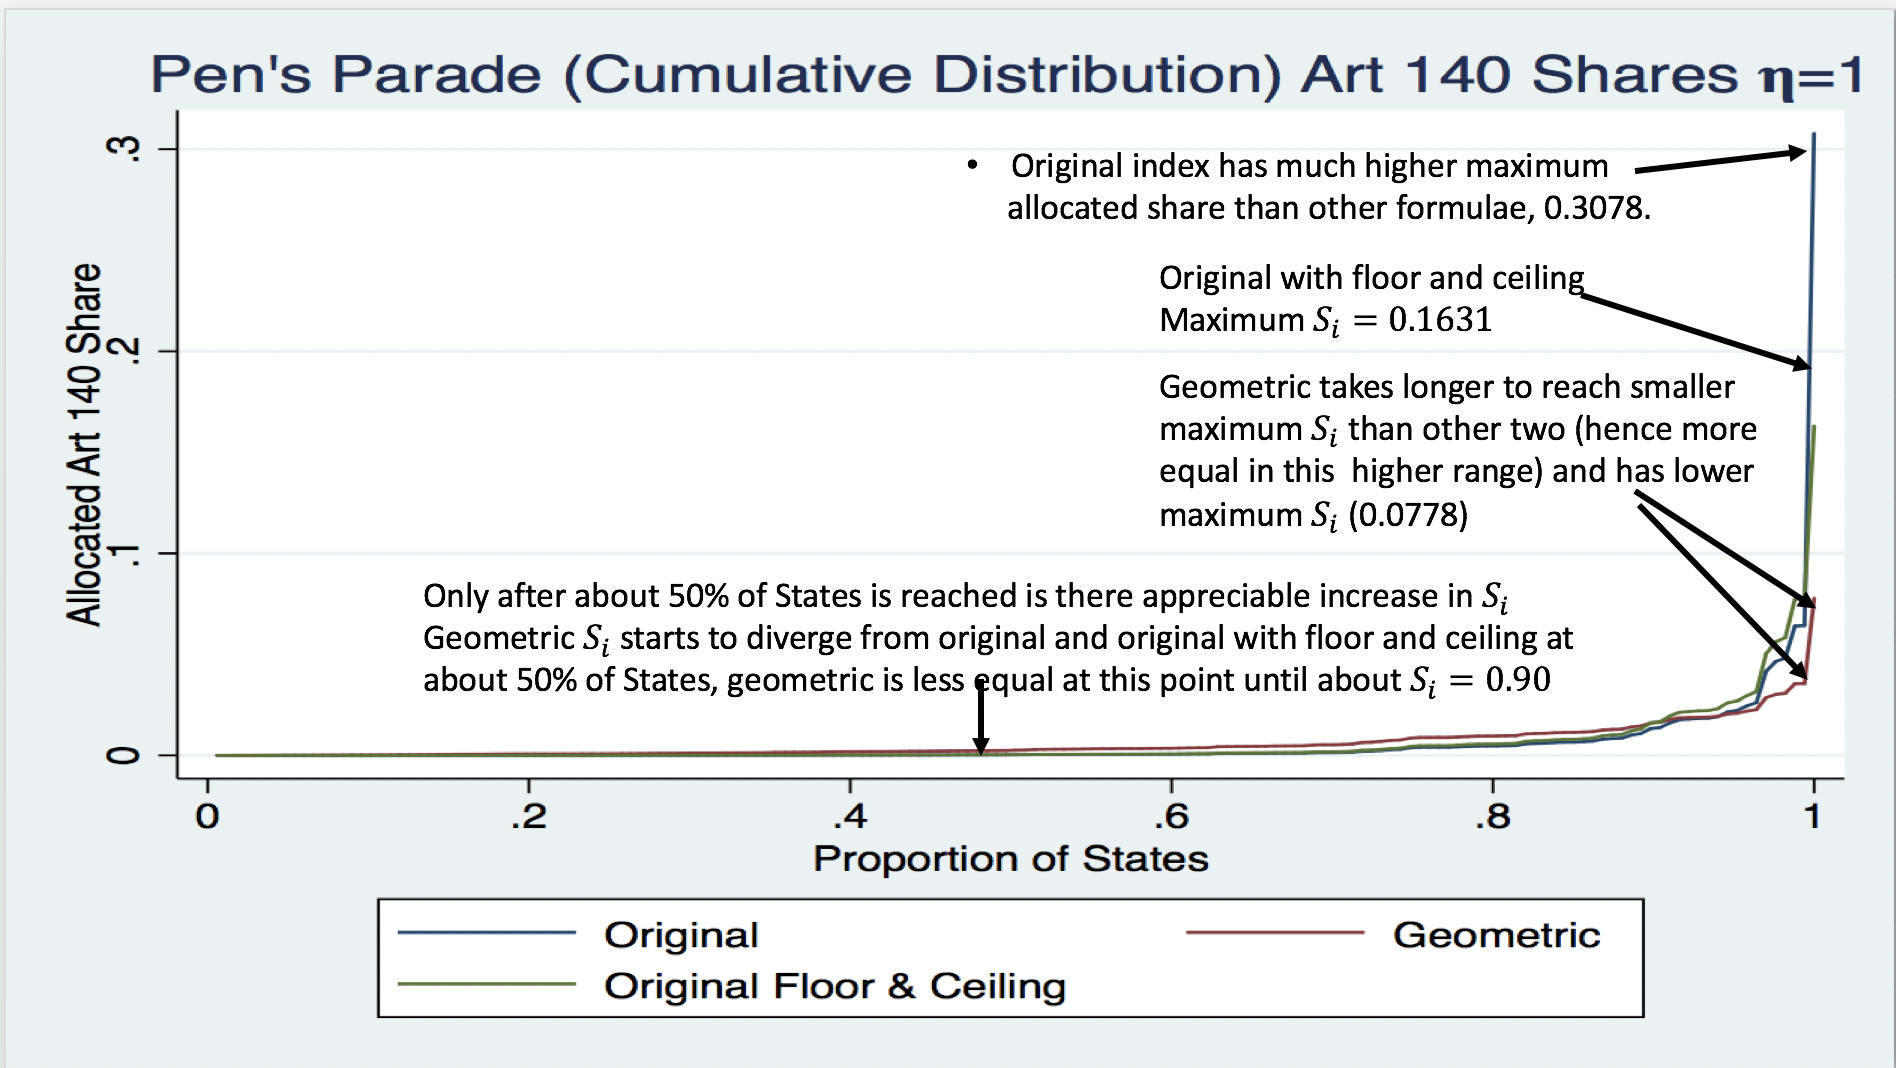 Pen's Parade (Cumulative Distribution) Art 140 Shares η=1
.3
.2
.1
0
Allocated Art 140 Share
• Original index has much higher maximum
allocated share than other formulae, 0.3078.
Original with floor and ceiling
Maximum Sᵢ = 0.1631
Geometric takes longer to reach smaller
maximum Sᵢ than other two (hence more
equal in this higher range) and has lower
maximum Sᵢ (0.0778)
Only after about 50% of States is reached is there appreciable increase in Sᵢ
Geometric Sᵢ starts to diverge from original and original with floor and ceiling at
about 50% of States, geometric is less equal at this point until about Sᵢ = 0.90
0 .2 .4 .6 .8 1
Proportion of States
Original Geometric
Original Floor & Ceiling